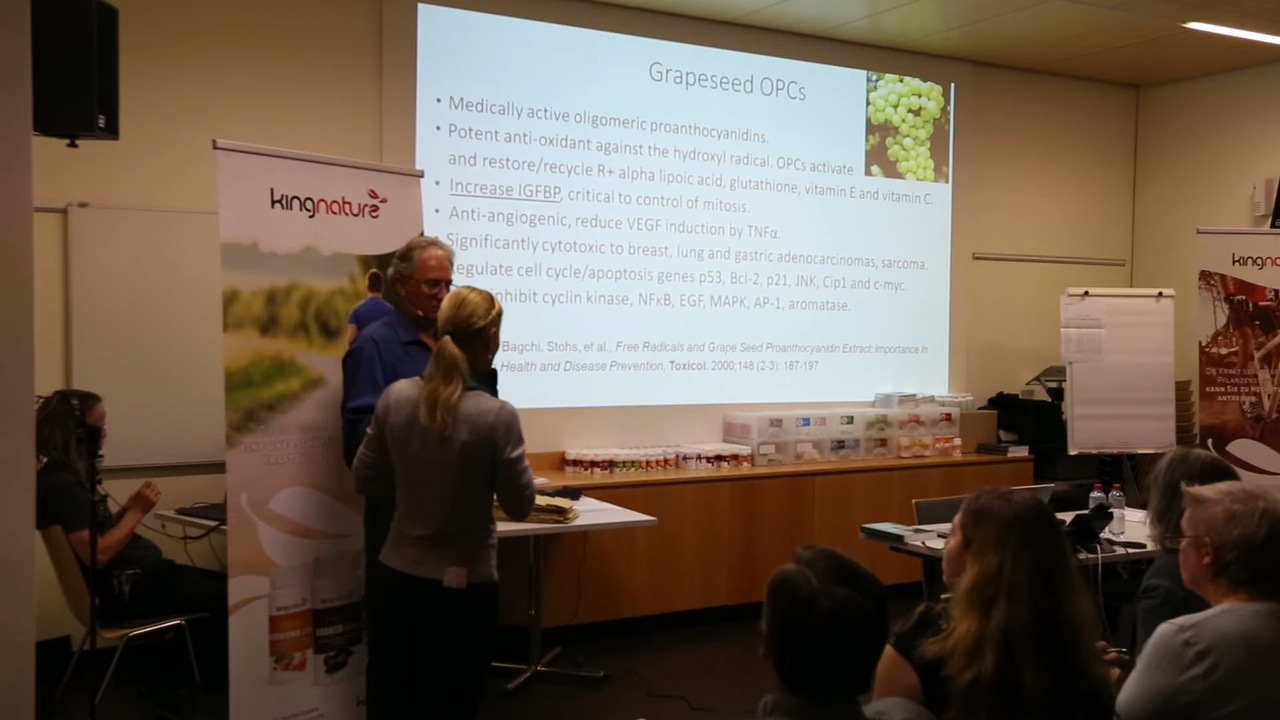 Grapeseed OPCs
• Medically active oligomeric proanthocyanidins.
• Potent anti-oxidant against the hydroxyl radical. OPCs activate
and restore/recycle R+ alpha lipoic acid, glutathione, vitamin E and vitamin C.
• Increase IGFBP, critical to control of mitosis.
• Anti-angiogenic, reduce VEGF induction by TNFα.
Significantly cytotoxic to breast, lung and gastric adenocarcinomas, sarcoma.
egulate cell cycle/apoptosis genes p53, Bcl-2, p21, JNK, Cip1 and c-myc.
nhibit cyclin kinase, NFκB, EGF, MAPK, AP-1, aromatase.
Bagchi, Stohs, et al., Free Radicals and Grape Seed Proanthocyanidin Extract: Importance in
Health and Disease Prevention, Toxicol. 2000;148 (2-3): 187-197
kingnature
kingna
KANN SIE ZU